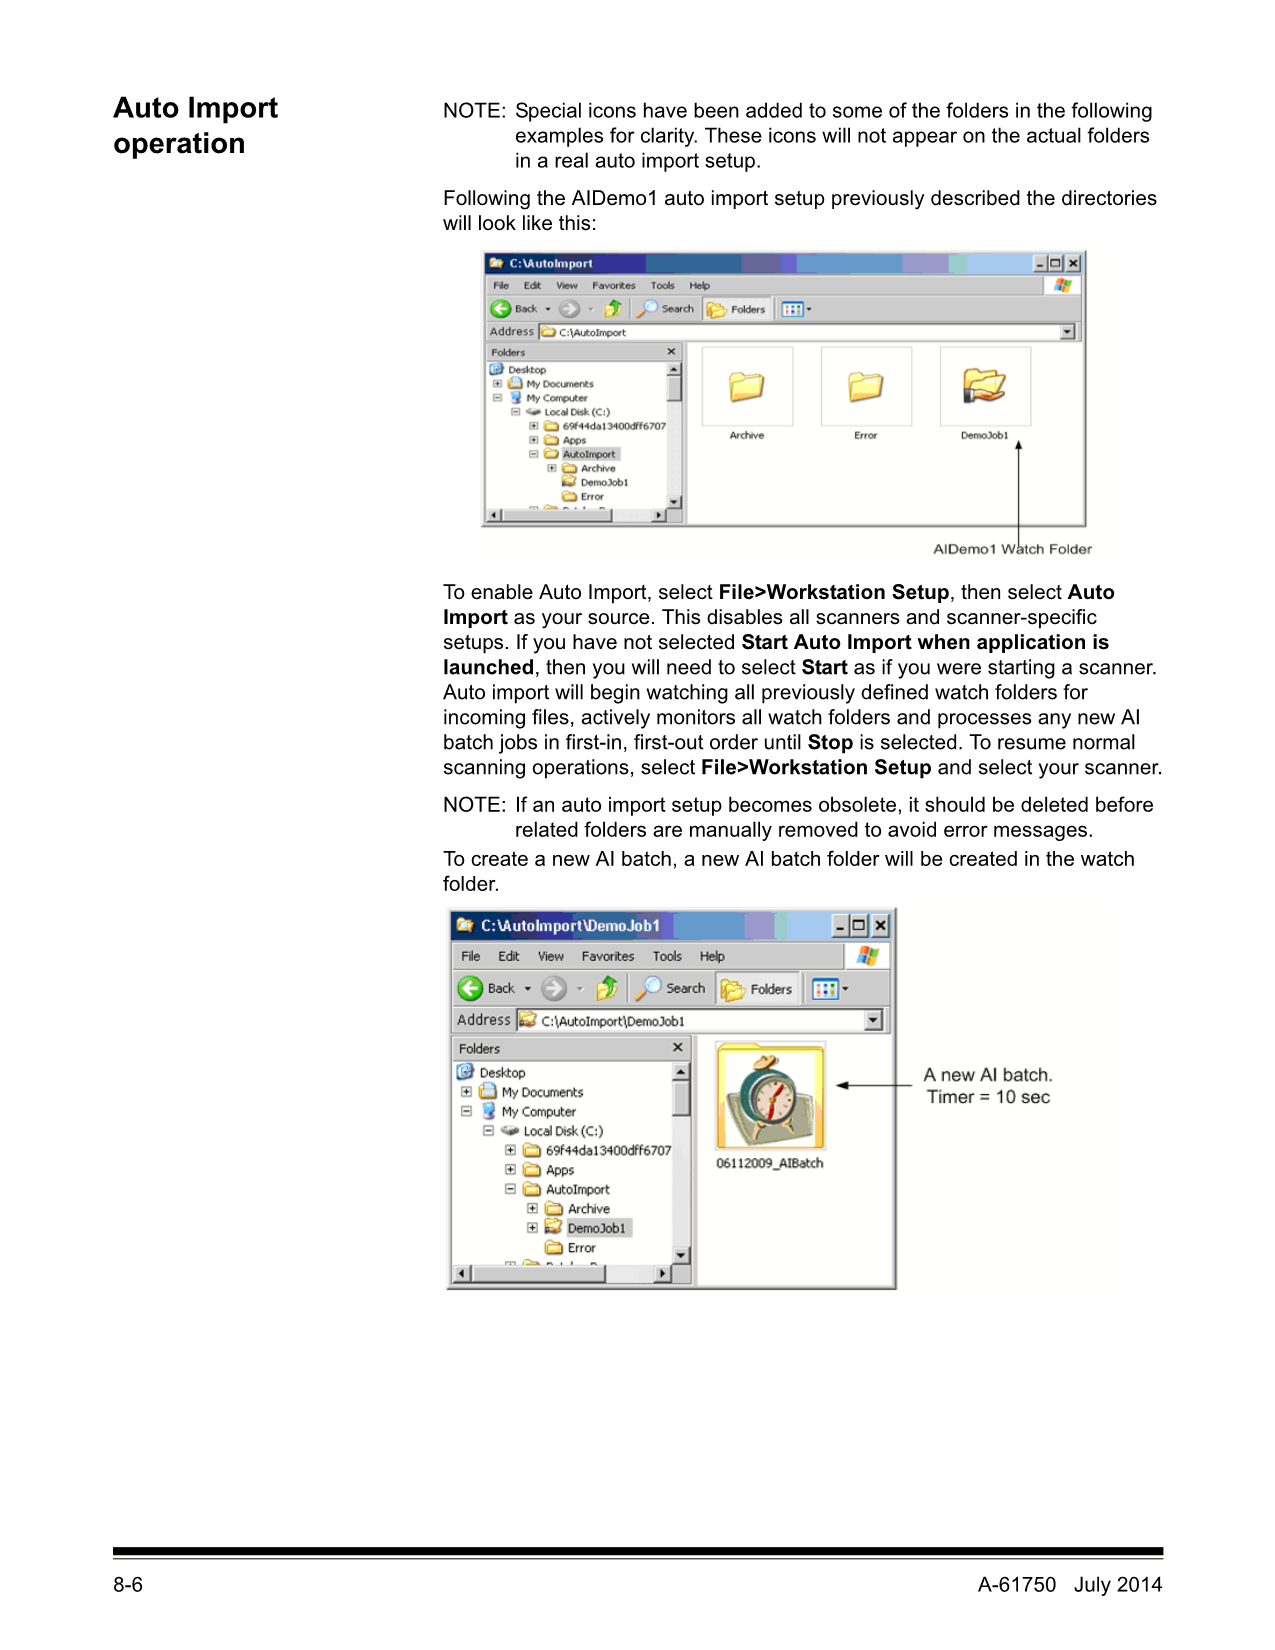 Auto Import
operation
NOTE: Special icons have been added to some of the folders in the following
examples for clarity. These icons will not appear on the actual folders
in a real auto import setup.
Following the AIDemo1 auto import setup previously described the directories
will look like this:
C:\AutoImport
File Edit View Favorites Tools Help
Back Search Folders
Address C:\AutoImport
Folders
Desktop
My Documents
My Computer
Local Disk (C:)
69f44da13400dff6707
Apps
AutoImport
Archive
DemoJob1
Error
Archive Error DemoJob1
AIDemo1 Watch Folder
To enable Auto Import, select File>Workstation Setup, then select Auto
Import as your source. This disables all scanners and scanner-specific
setups. If you have not selected Start Auto Import when application is
launched, then you will need to select Start as if you were starting a scanner.
Auto import will begin watching all previously defined watch folders for
incoming files, actively monitors all watch folders and processes any new AI
batch jobs in first-in, first-out order until Stop is selected. To resume normal
scanning operations, select File>Workstation Setup and select your scanner.
NOTE: If an auto import setup becomes obsolete, it should be deleted before
related folders are manually removed to avoid error messages.
To create a new AI batch, a new AI batch folder will be created in the watch
folder.
C:\AutoImport\DemoJob1
File Edit View Favorites Tools Help
Back Search Folders
Address C:\AutoImport\DemoJob1
Folders
Desktop
My Documents
My Computer
Local Disk (C:)
69f44da13400dff6707
Apps
AutoImport
Archive
DemoJob1
Error
06112009_AIBatch
A new AI batch.
Timer = 10 sec
8-6 A-61750 July 2014